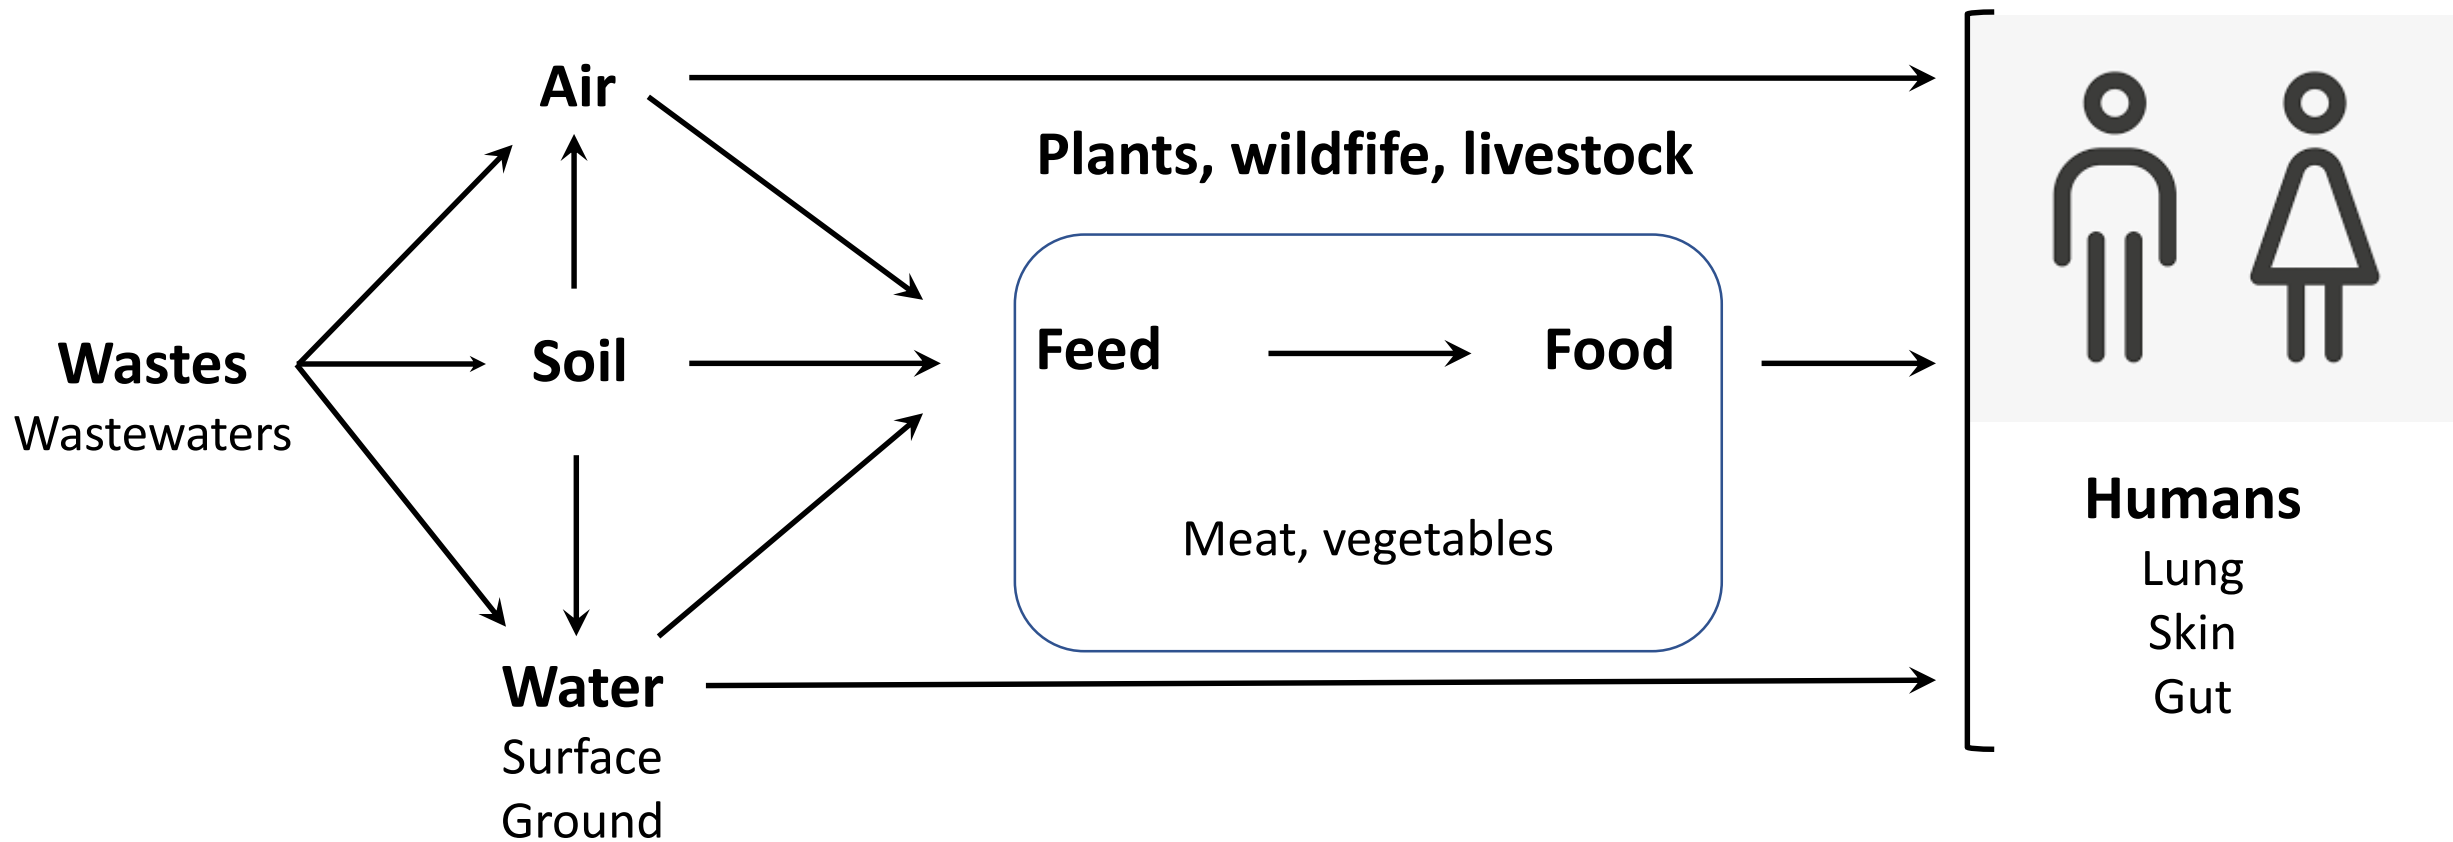 Air
Plants, wildfife, livestock
Wastes
Wastewaters
Soil
Feed
Food
Meat, vegetables
Water
Surface
Ground
Humans
Lung
Skin
Gut